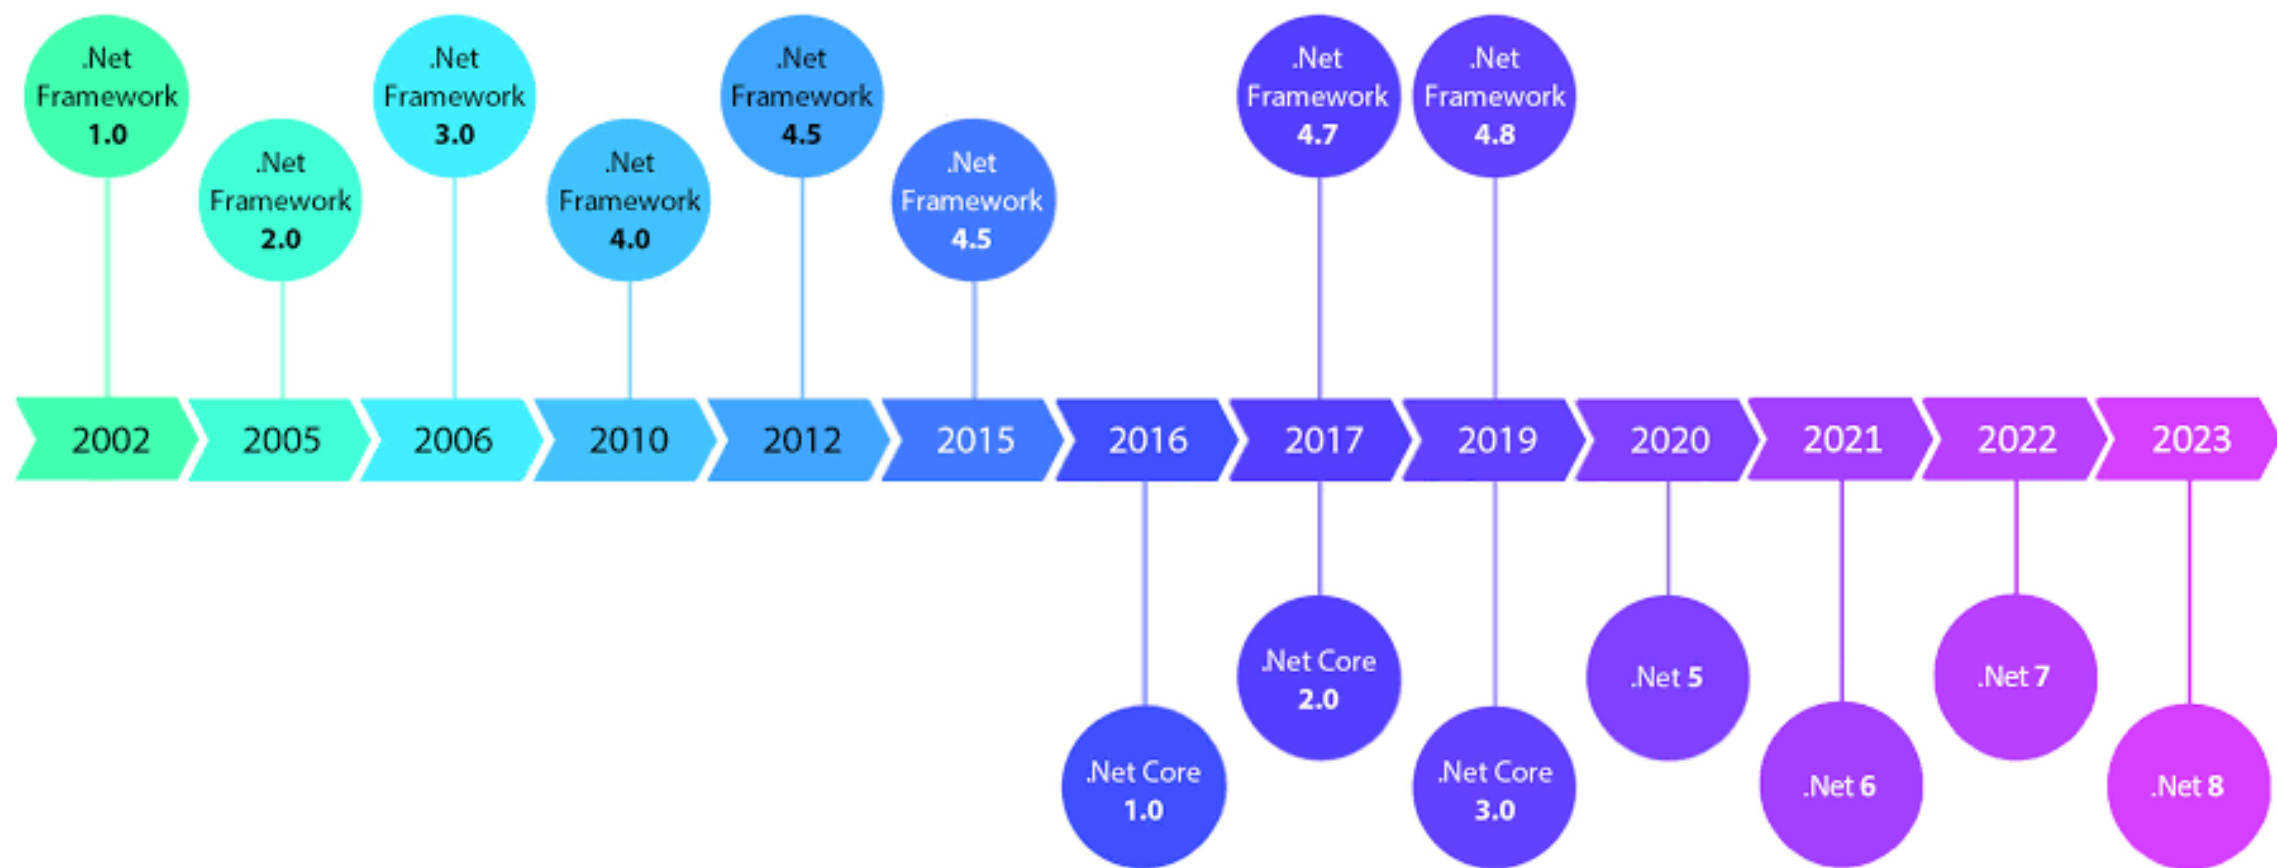 .Net
Framework
1.0
.Net
Framework
2.0
.Net
Framework
3.0
.Net
Framework
4.0
.Net
Framework
4.5
.Net
Framework
4.5
.Net
Framework
4.7
.Net
Framework
4.8
2002
2005
2006
2010
2012
2015
2016
2017
2019
2020
2021
2022
2023
.Net Core
1.0
.Net Core
2.0
.Net Core
3.0
.Net 5
.Net 6
.Net 7
.Net 8